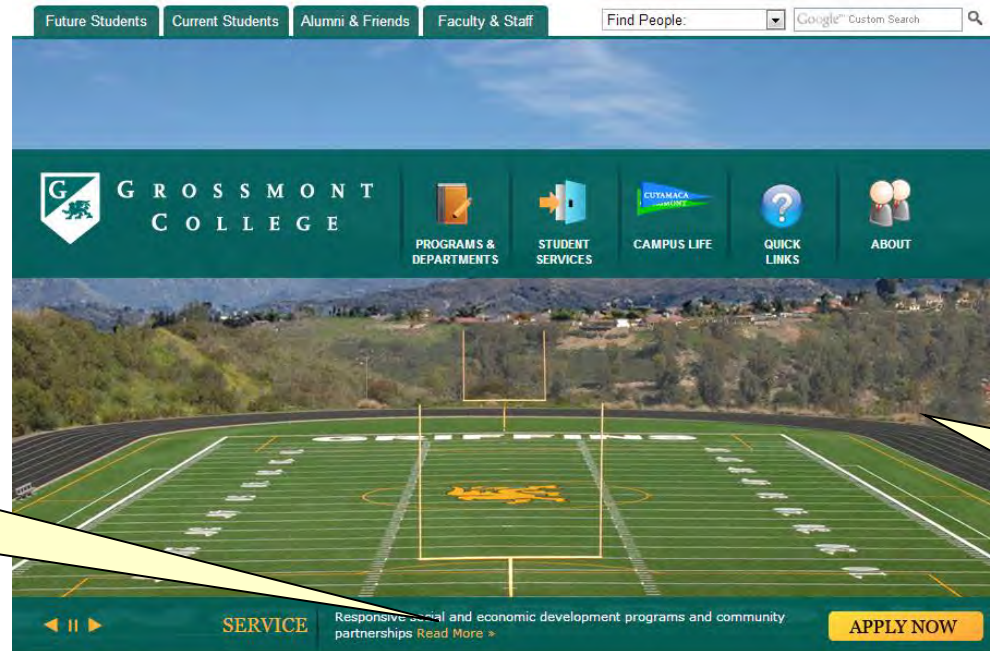 Future Students Current Students Alumni & Friends Faculty & Staff Find People: Google™ Custom Search
G GROSSMONT
COLLEGE
CUYAMACA
PROGRAMS &
DEPARTMENTS
STUDENT
SERVICES
CAMPUS LIFE
QUICK
LINKS
ABOUT
GRIFFINS
SERVICE
Responsive social and economic development programs and community
partnerships Read More »
APPLY NOW